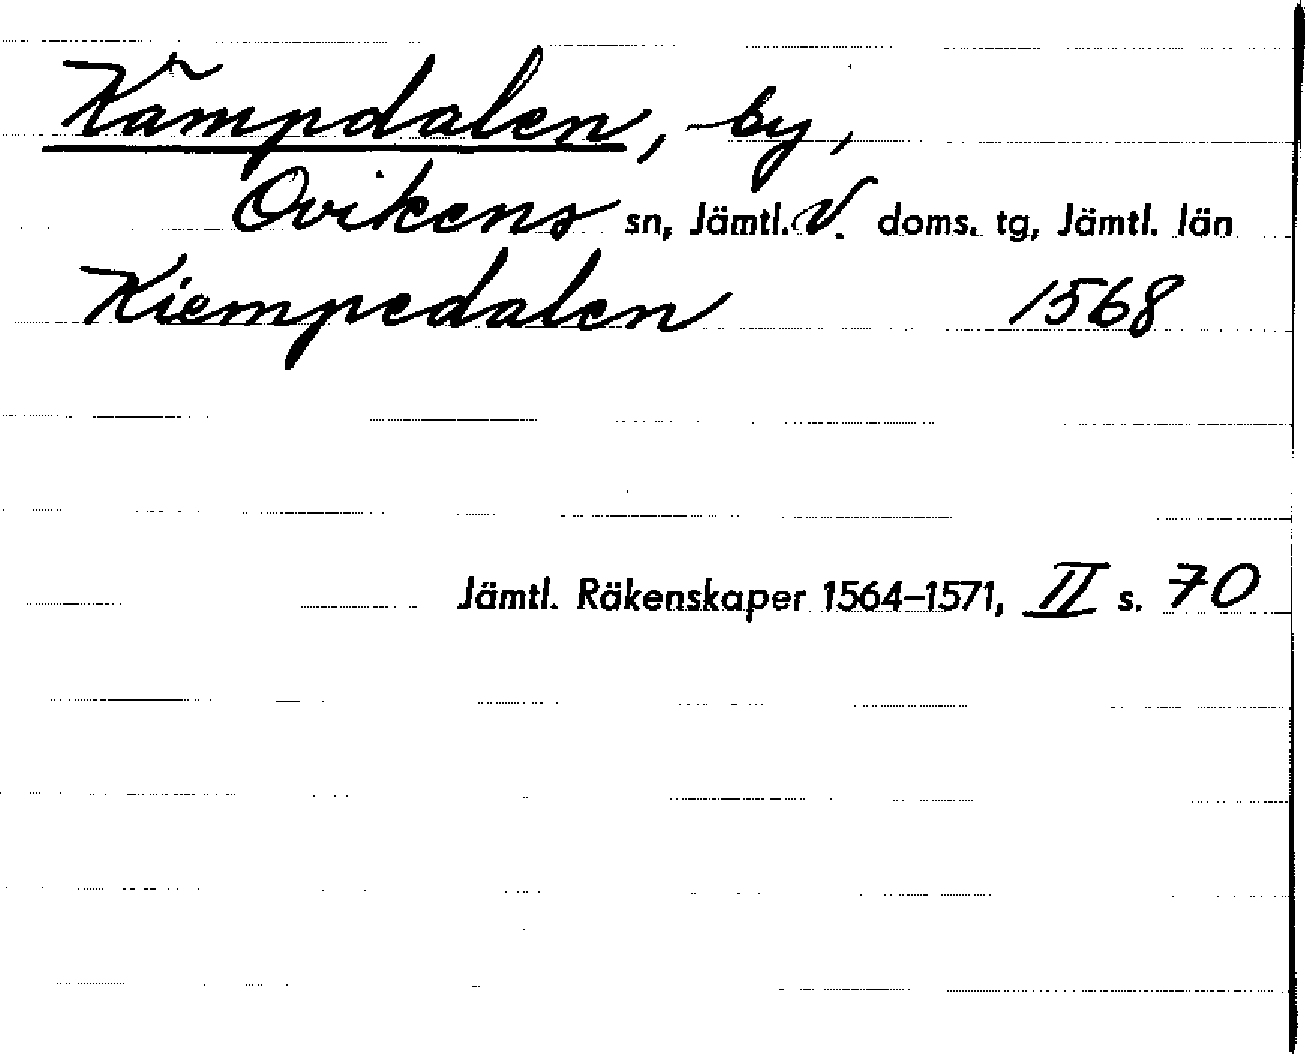 Kämpdalen, by,
Ovikens sn, Jämtl. V. doms. tg, Jämtl. län
Kiempedalen 1568
Jämtl. Räkenskaper 1564–1571, II s. 70